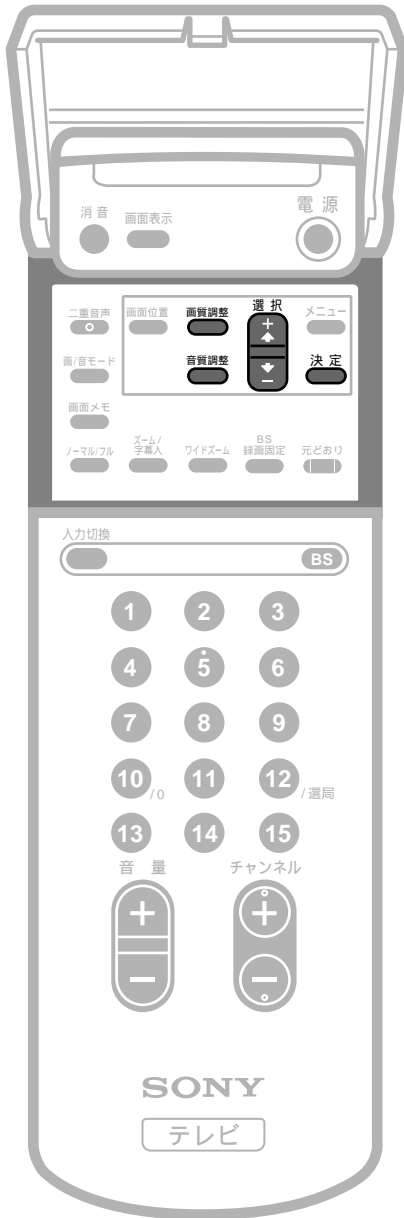 消音 画面表示 電源
二重音声 画面位置 画質調整 選択 メニュー
+
画/音モード 音質調整 − 決定
画面メモ
ノーマル/フル ズーム/字幕入 ワイドズーム BS録画固定 元どおり
入力切換
BS
1 2 3
4 5 6
7 8 9
10/0 11 12/選局
13 14 15
音量 チャンネル
+ +
− −
SONY
テレビ